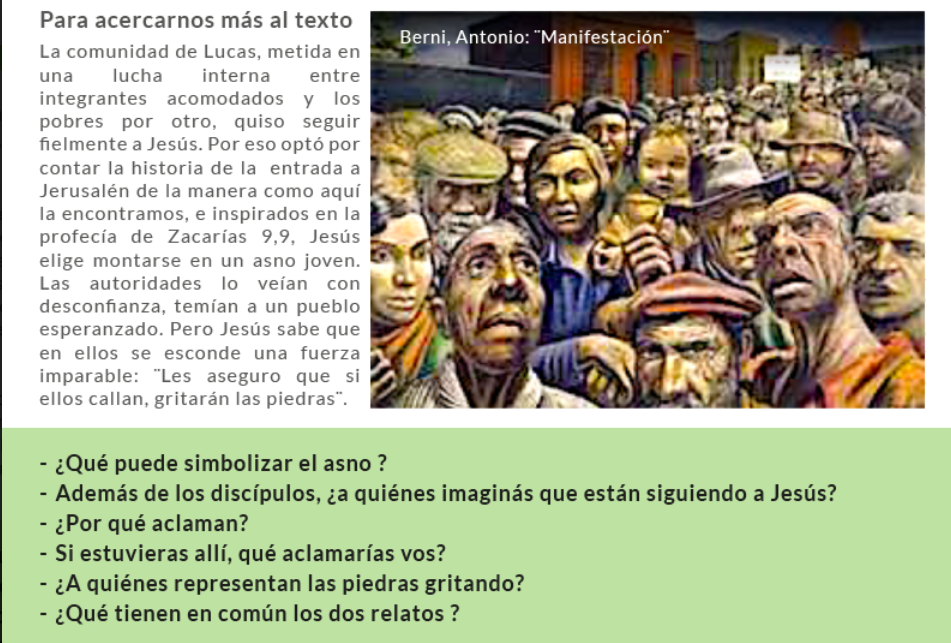 Para acercarnos más al texto
La comunidad de Lucas, metida en
una lucha interna entre
integrantes acomodados y los
pobres por otro, quiso seguir
fielmente a Jesús. Por eso optó por
contar la historia de la entrada a
Jerusalén de la manera como aquí
la encontramos, e inspirados en la
profecía de Zacarías 9,9, Jesús
elige montarse en un asno joven.
Las autoridades lo veían con
desconfianza, temían a un pueblo
esperanzado. Pero Jesús sabe que
en ellos se esconde una fuerza
imparable: ¨Les aseguro que si
ellos callan, gritarán las piedras¨.
Berni, Antonio: ¨Manifestación¨
- ¿Qué puede simbolizar el asno ?
- Además de los discípulos, ¿a quiénes imaginás que están siguiendo a Jesús?
- ¿Por qué aclaman?
- Si estuvieras allí, qué aclamarías vos?
- ¿A quiénes representan las piedras gritando?
- ¿Qué tienen en común los dos relatos ?